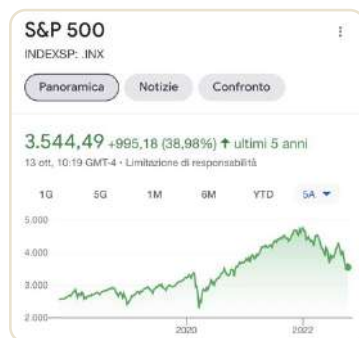 S&P 500
INDEXSP: .INX
Panoramica Notizie Confronto
3.544,49 +995,18 (38,98%) ↑ ultimi 5 anni
13 ott, 10:19 GMT-4 • Limitazione di responsabilità
1G 5G 1M 6M YTD 5A
5.000
4.000
3.000
2.000
2020 2022